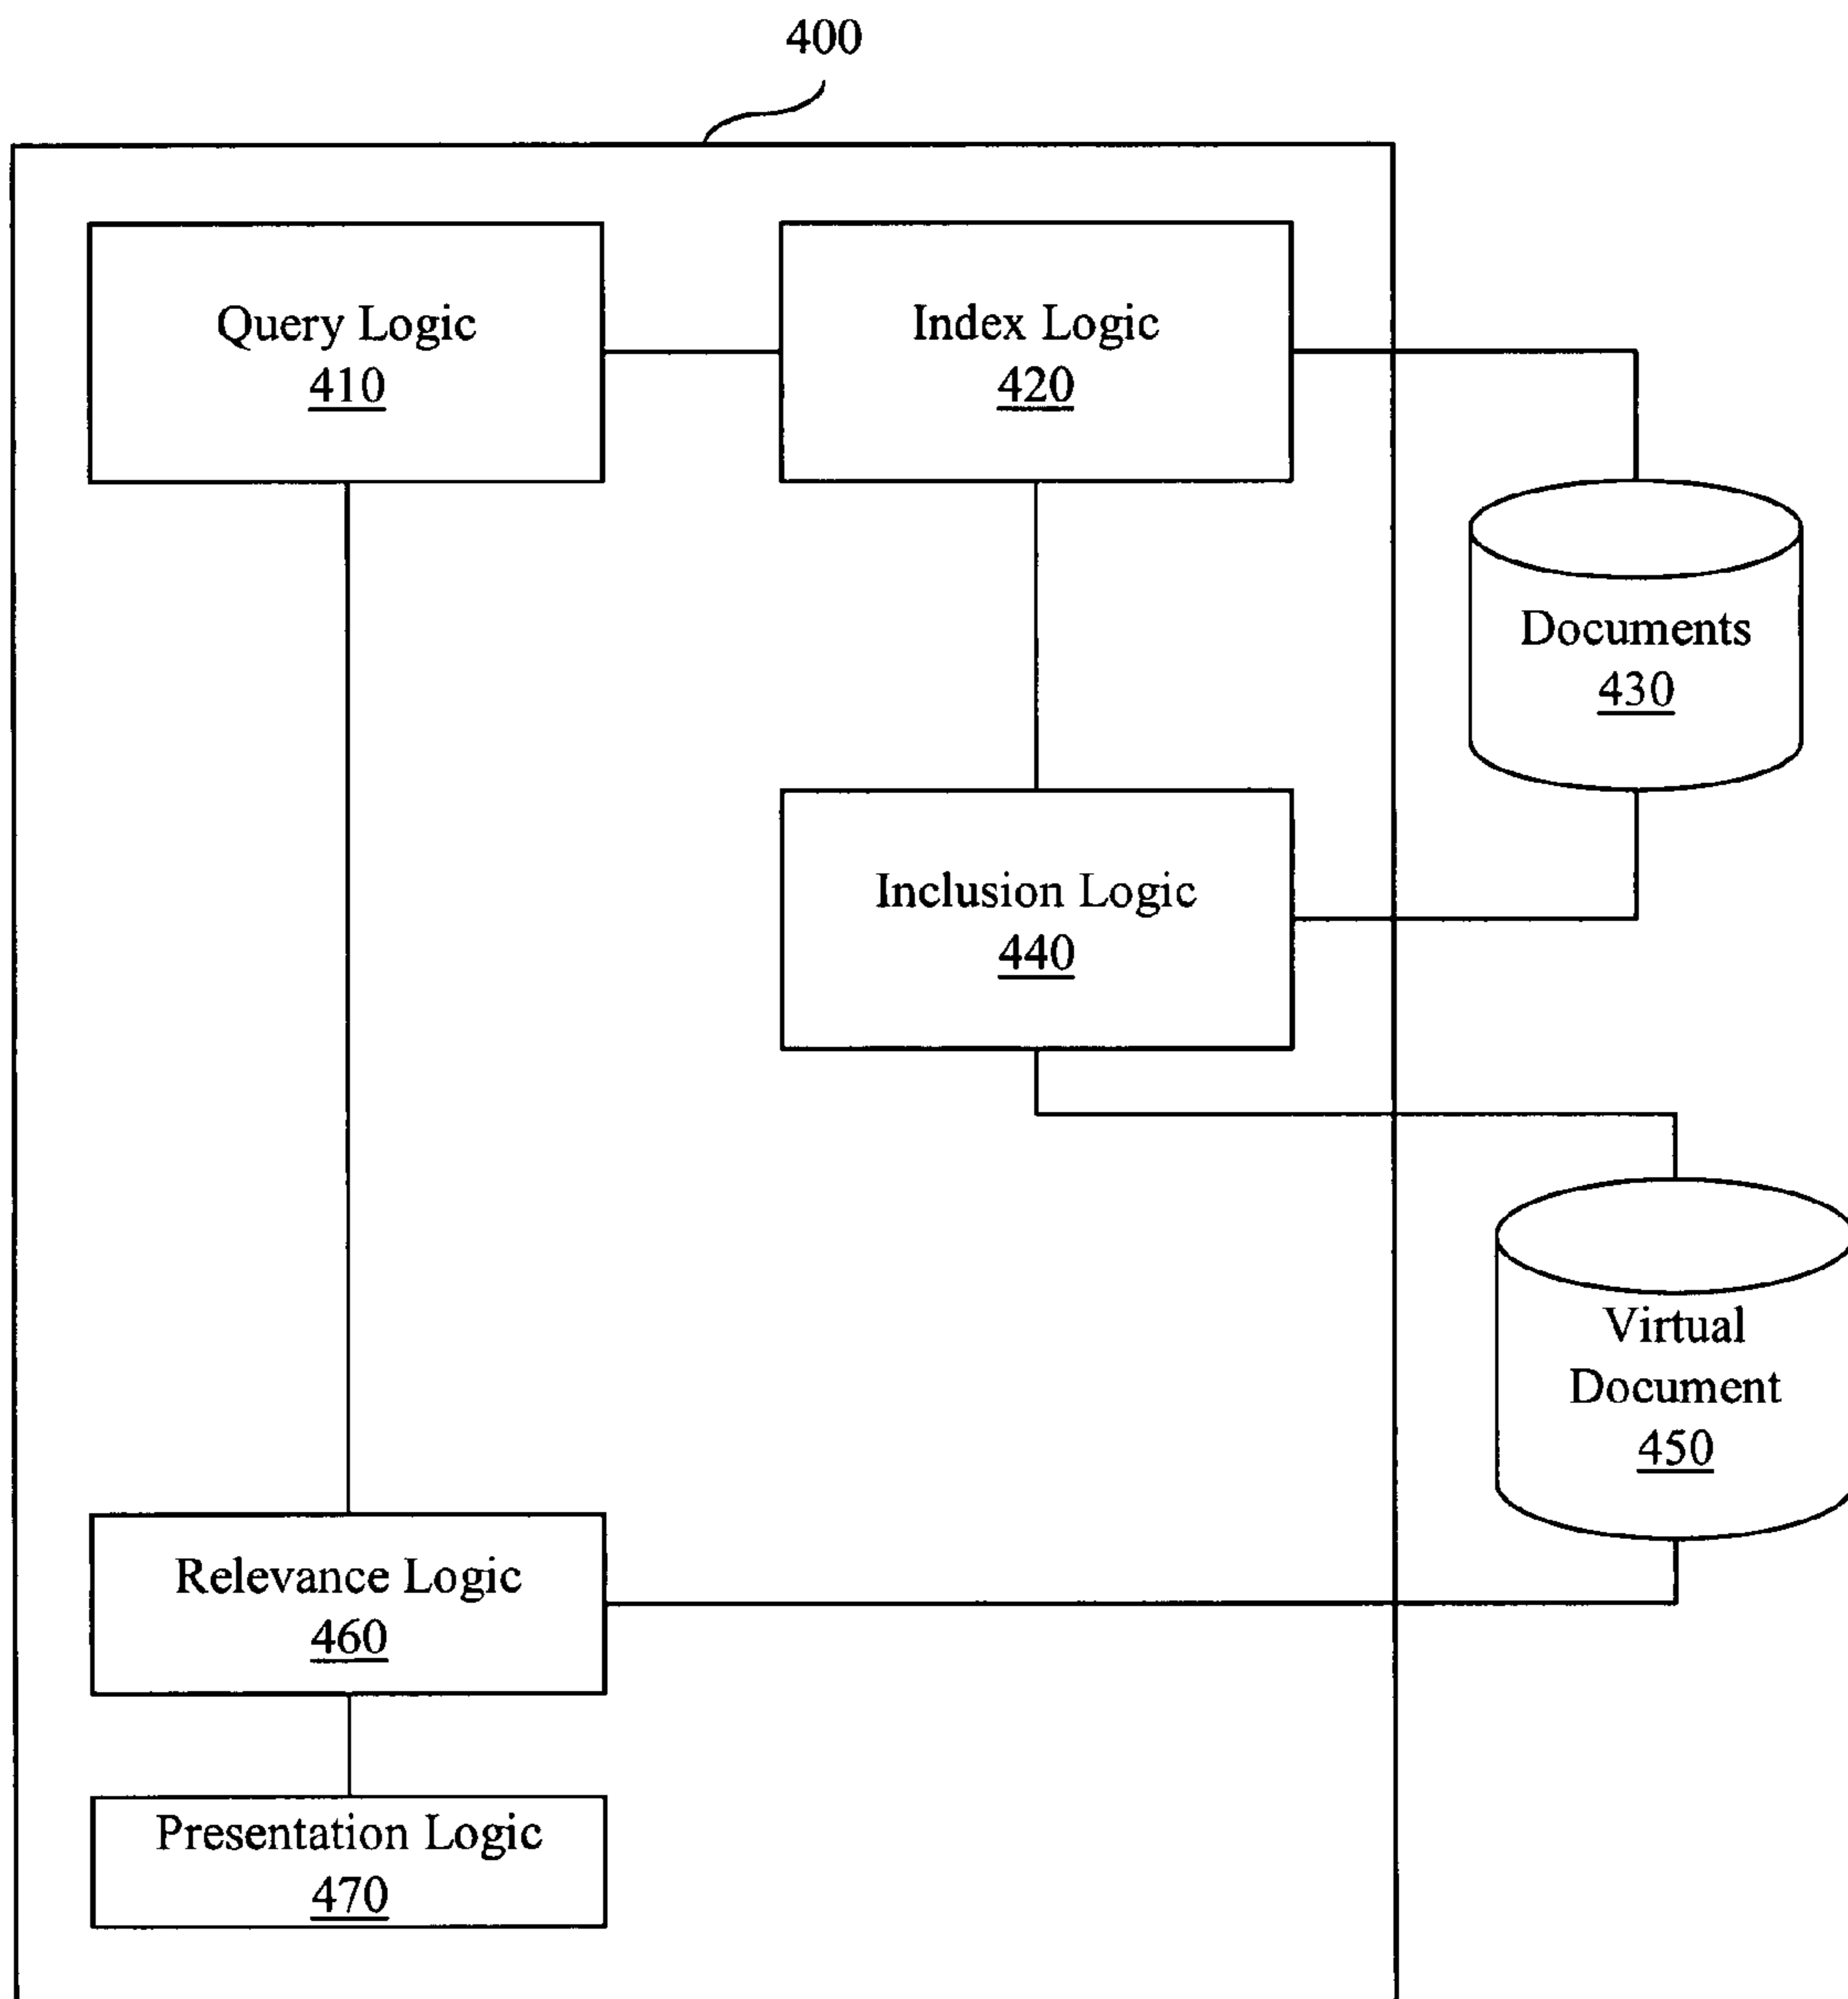 400
Query Logic
410
Index Logic
420
Documents
430
Inclusion Logic
440
Virtual
Document
450
Relevance Logic
460
Presentation Logic
470